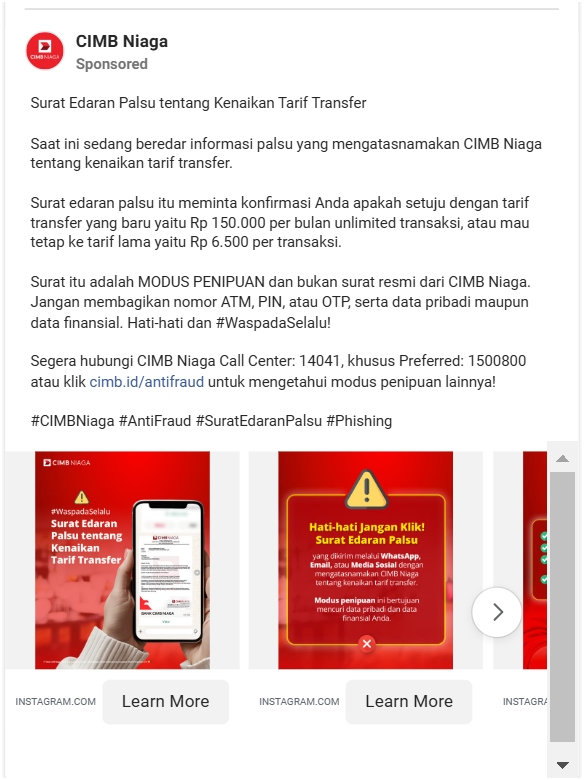 CIMB Niaga
Sponsored
Surat Edaran Palsu tentang Kenaikan Tarif Transfer
Saat ini sedang beredar informasi palsu yang mengatasnamakan CIMB Niaga
tentang kenaikan tarif transfer.
Surat edaran palsu itu meminta konfirmasi Anda apakah setuju dengan tarif
transfer yang baru yaitu Rp 150.000 per bulan unlimited transaksi, atau mau
tetap ke tarif lama yaitu Rp 6.500 per transaksi.
Surat itu adalah MODUS PENIPUAN dan bukan surat resmi dari CIMB Niaga.
Jangan membagikan nomor ATM, PIN, atau OTP, serta data pribadi maupun
data finansial. Hati-hati dan #WaspadaSelalu!
Segera hubungi CIMB Niaga Call Center: 14041, khusus Preferred: 1500800
atau klik cimb.id/antifraud untuk mengetahui modus penipuan lainnya!
#CIMBNiaga #AntiFraud #SuratEdaranPalsu #Phishing
CIMB NIAGA
#WaspadaSelalu
Surat Edaran
Palsu tentang
Kenaikan
Tarif Transfer
Hati-hati Jangan Klik!
Surat Edaran Palsu
yang dikirim melalui WhatsApp,
Email, atau Media Sosial dengan
mengatasnamakan CIMB Niaga
tentang kenaikan tarif transfer.
Modus penipuan ini bertujuan
mencuri data pribadi dan data
finansial Anda.
INSTAGRAM.COM
Learn More
INSTAGRAM.COM
Learn More
INSTAGRA